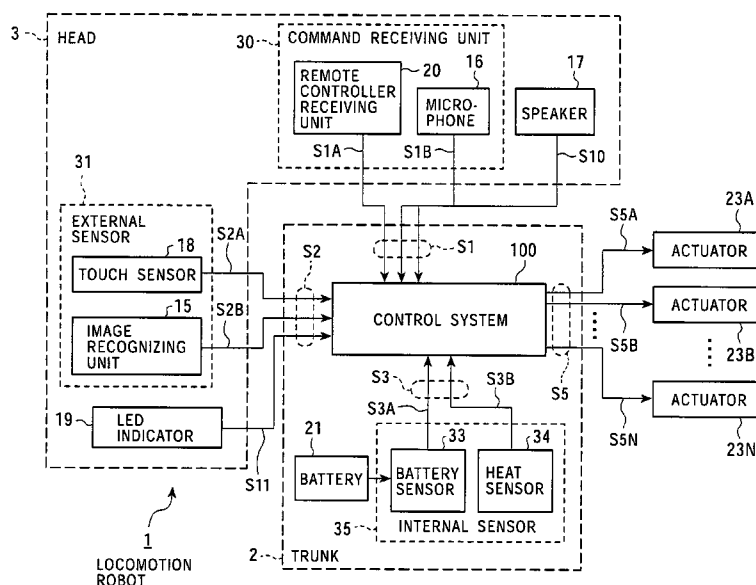 3
HEAD
30
COMMAND RECEIVING UNIT
20
REMOTE
CONTROLLER
RECEIVING
UNIT
16
MICRO-
PHONE
17
SPEAKER
S1A
S1B
S10
31
EXTERNAL
SENSOR
18
TOUCH SENSOR
S2A
15
IMAGE
RECOGNIZING
UNIT
S2B
S2
S1
100
CONTROL SYSTEM
S5A
23A
ACTUATOR
S5B
ACTUATOR
23B
S5
S5N
ACTUATOR
23N
19
LED
INDICATOR
S11
S3
S3A
S3B
21
BATTERY
33
BATTERY
SENSOR
34
HEAT
SENSOR
35
INTERNAL SENSOR
2
TRUNK
1
LOCOMOTION
ROBOT